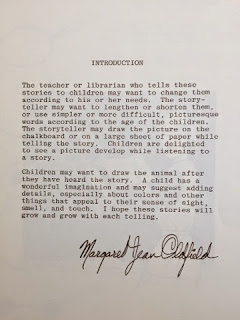 INTRODUCTION
The teacher or librarian who tells these
stories to children may want to change them
according to his or her needs. The story-
teller may want to lengthen or shorten them,
or use simpler or more difficult, picturesque
words according to the age of the children.
The storyteller may draw the picture on the
chalkboard or on a large sheet of paper while
telling the story. Children are delighted
to see a picture develop while listening to
a story.
Children may want to draw the animal after
they have heard the story. A child has a
wonderful imagination and may suggest adding
details, especially about colors and other
things that appeal to their sense of sight,
smell, and touch. I hope these stories will
grow and grow with each telling.
Margaret Jean Oldfield